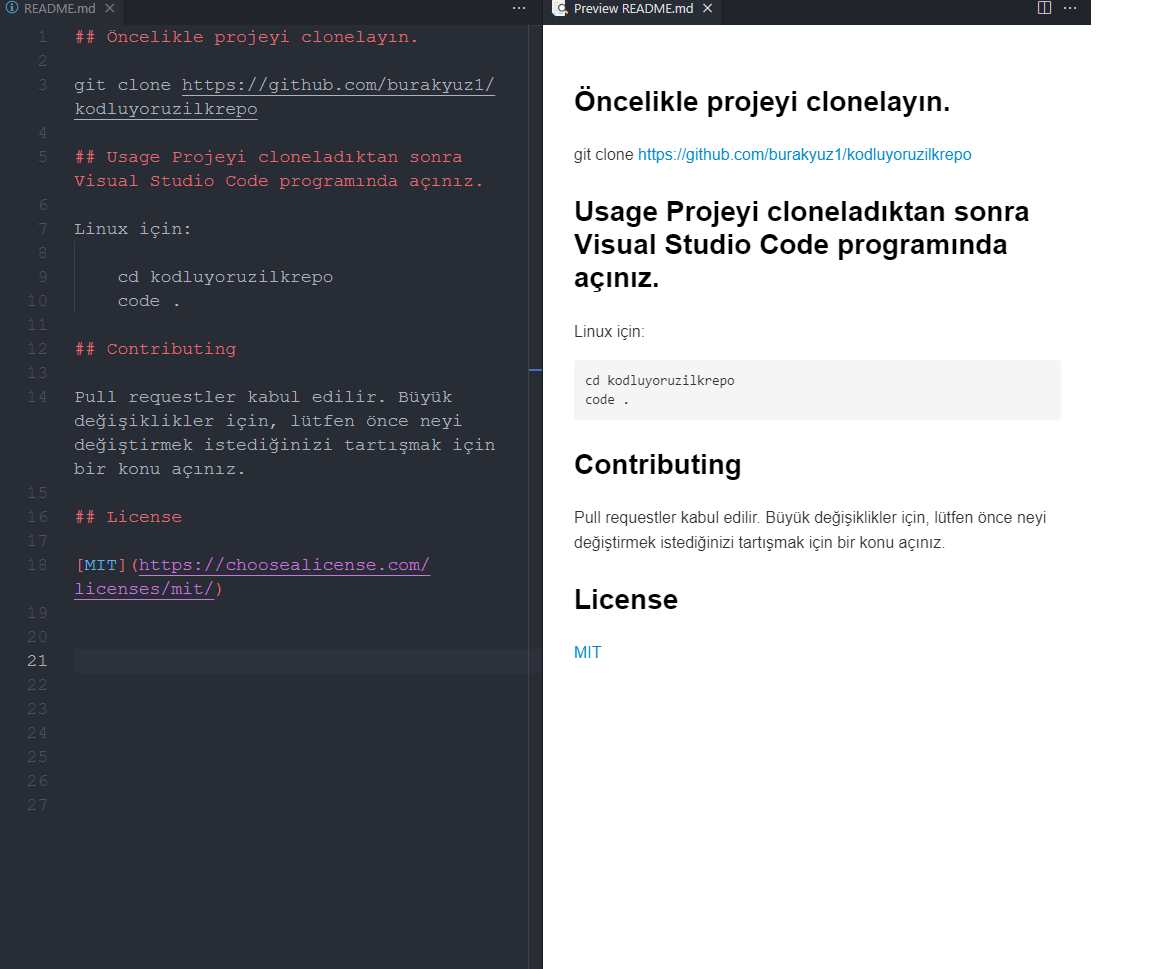 README.md
1 ## Öncelikle projeyi clonelayın.
2
3 git clone https://github.com/burakyuz1/
kodluyoruzilkrepo
4
5 ## Usage Projeyi cloneladıktan sonra
Visual Studio Code programında açınız.
6
7 Linux için:
8
9 cd kodluyoruzilkrepo
10 code .
11
12 ## Contributing
13
14 Pull requestler kabul edilir. Büyük
değişiklikler için, lütfen önce neyi
değiştirmek istediğinizi tartışmak için
bir konu açınız.
15
16 ## License
17
18 [MIT](https://choosealicense.com/
licenses/mit/)
19
20
21
22
23
24
25
26
27
Preview README.md
Öncelikle projeyi clonelayın.
git clone https://github.com/burakyuz1/kodluyoruzilkrepo
Usage Projeyi cloneladıktan sonra
Visual Studio Code programında
açınız.
Linux için:
cd kodluyoruzilkrepo
code .
Contributing
Pull requestler kabul edilir. Büyük değişiklikler için, lütfen önce neyi
değiştirmek istediğinizi tartışmak için bir konu açınız.
License
MIT